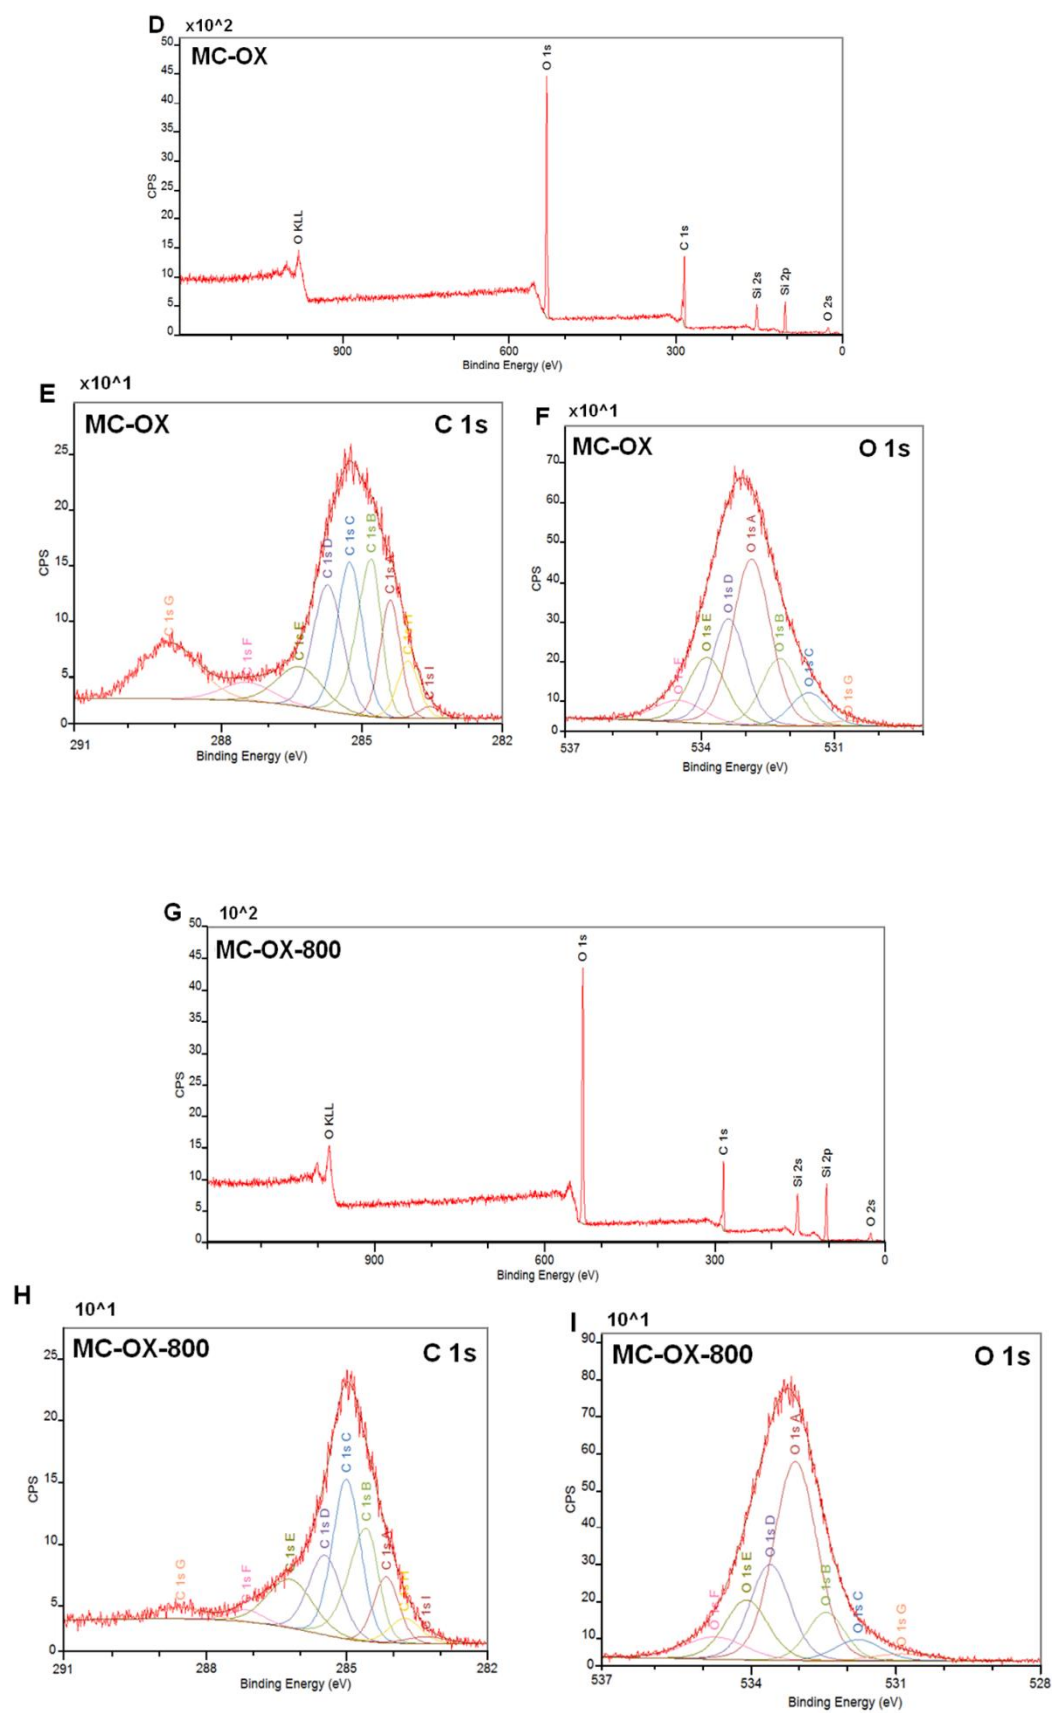 D x10^2
MC-OX
50
45
40
35
30
25
20
15
10
5
0
CPS
O KLL
O 1s
C 1s
Si 2s
Si 2p
O 2s
900 600 300 0
Binding Energy (eV)
E x10^1
MC-OX C 1s
25
20
15
10
5
0
CPS
C 1s G
C 1s F
C 1s E
C 1s D
C 1s C
C 1s B
C 1s A
C 1s H
C 1s I
291 288 285 282
Binding Energy (eV)
F x10^1
MC-OX O 1s
70
60
50
40
30
20
10
0
CPS
O 1s F
O 1s E
O 1s D
O 1s A
O 1s B
O 1s C
O 1s G
537 534 531
Binding Energy (eV)
G 10^2
MC-OX-800
50
45
40
35
30
25
20
15
10
5
0
CPS
O KLL
O 1s
C 1s
Si 2s
Si 2p
O 2s
900 600 300 0
Binding Energy (eV)
H 10^1
MC-OX-800 C 1s
25
20
15
10
5
0
CPS
C 1s G
C 1s F
C 1s E
C 1s D
C 1s C
C 1s B
C 1s A
C 1s I
291 288 285 282
Binding Energy (eV)
I 10^1
MC-OX-800 O 1s
90
80
70
60
50
40
30
20
10
0
CPS
O 1s F
O 1s E
O 1s D
O 1s A
O 1s B
O 1s C
O 1s G
537 534 531 528
Binding Energy (eV)